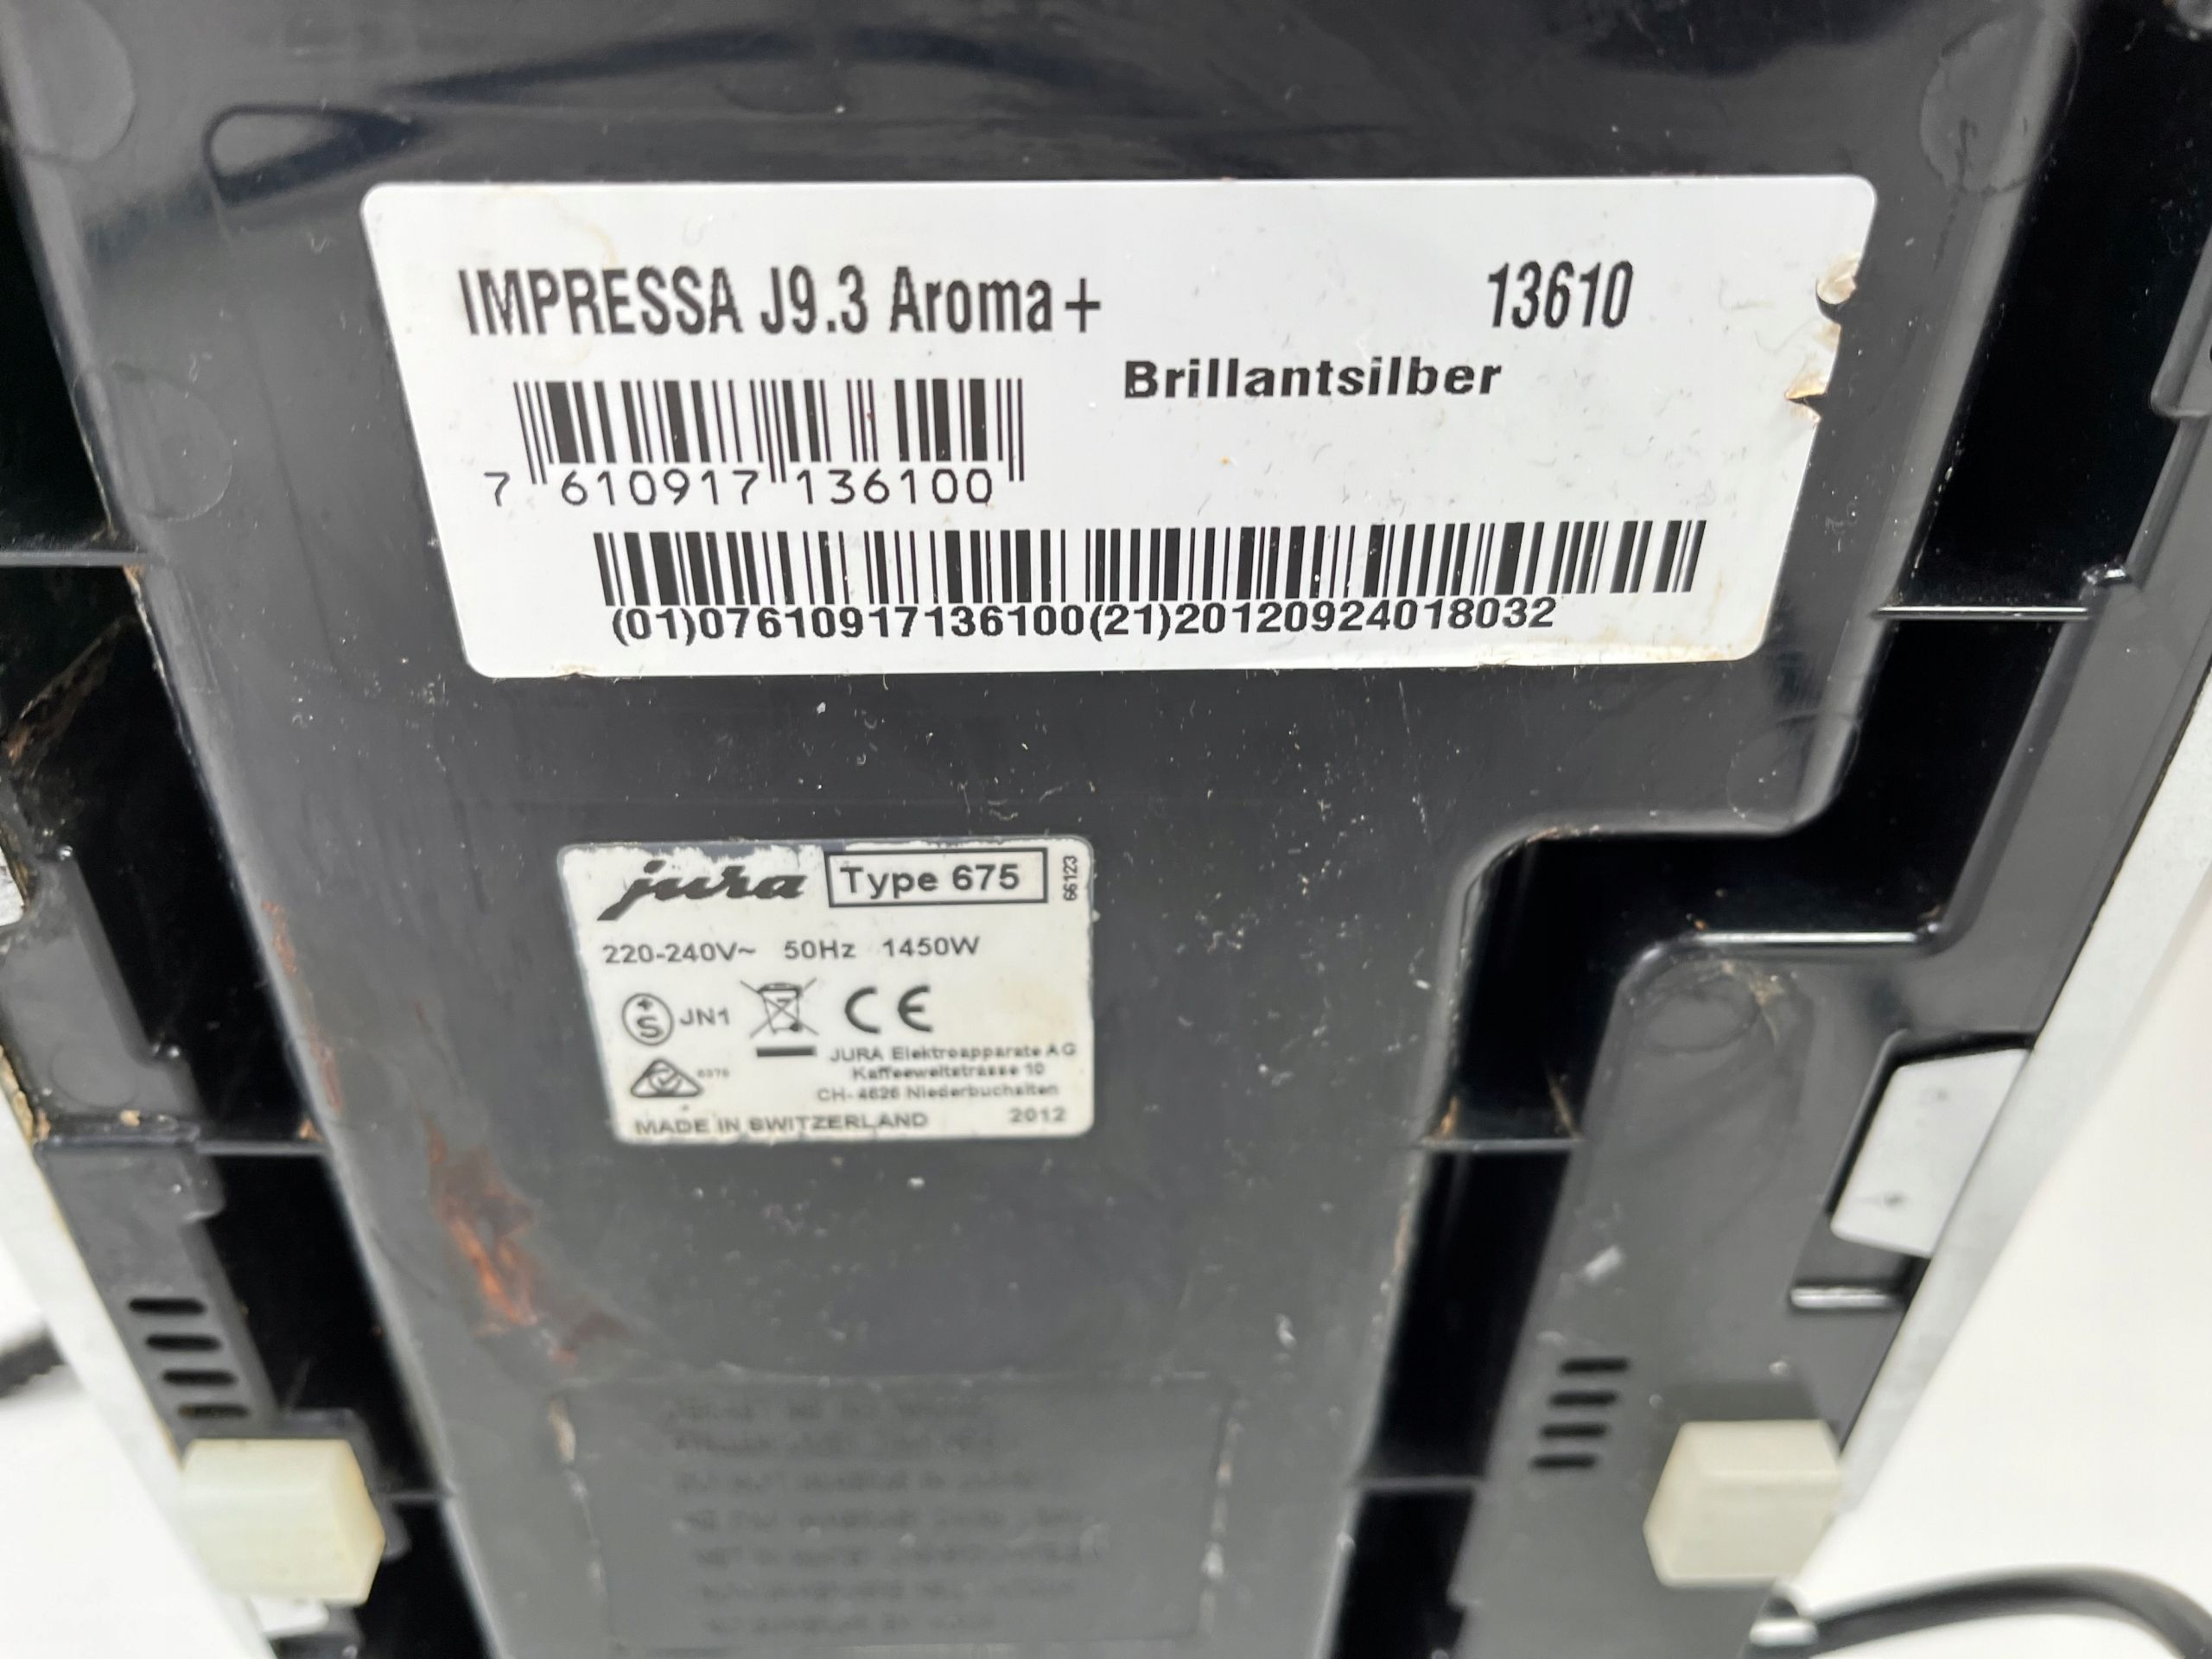 IMPRESSA J9.3 Aroma+ 13610
Brillantsilber
7 610917 136100
(01)07610917136100(21)20120924018032
jura Type 675 66123
220-240V~ 50Hz 1450W
+S JN1 CE
JURA Elektroapparate AG
Kaffeeweltstrasse 10
CH-4626 Niederbuchsiten
MADE IN SWITZERLAND 2012